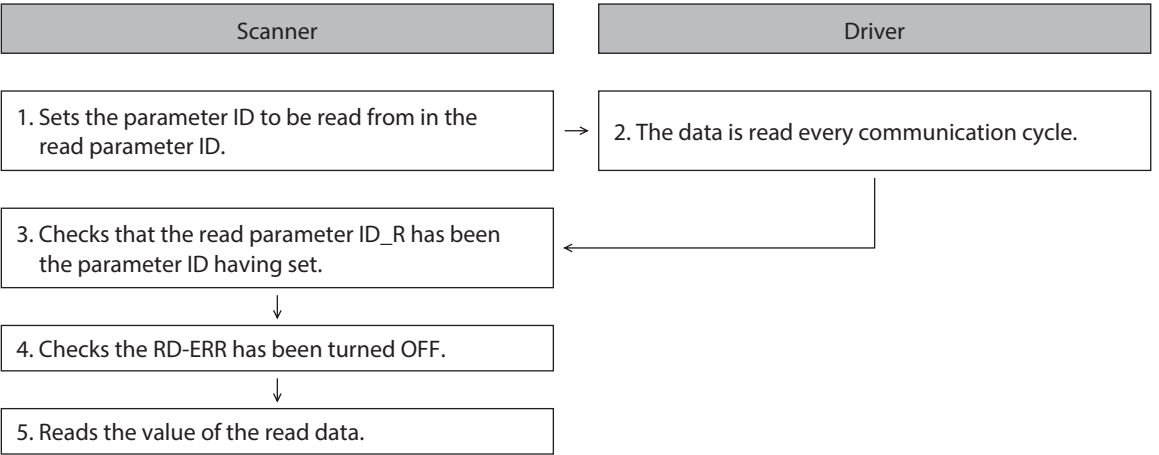 Scanner
Driver
1. Sets the parameter ID to be read from in the
read parameter ID.
2. The data is read every communication cycle.
3. Checks that the read parameter ID_R has been
the parameter ID having set.
4. Checks the RD-ERR has been turned OFF.
5. Reads the value of the read data.